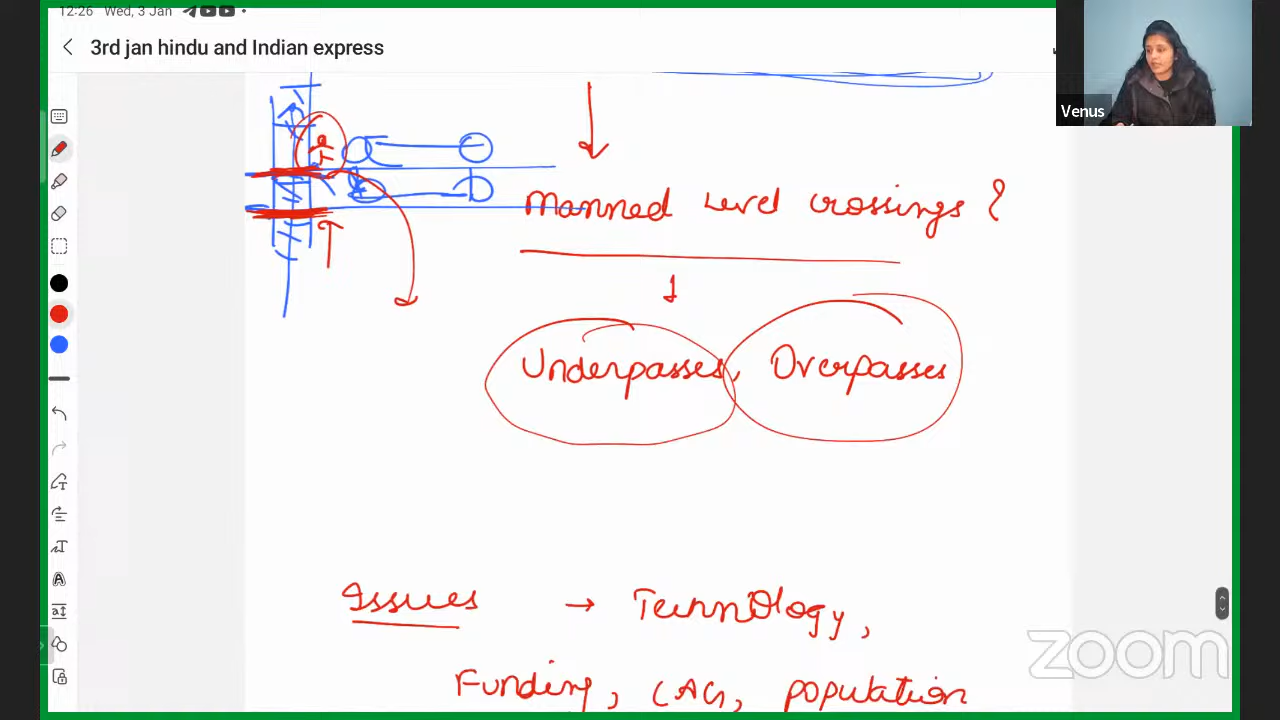 12:26 Wed, 3 Jan
3rd jan hindu and Indian express
Venus
Manned Level Crossings ?
Underpasses, Overpasses
Issues → Technology,
Funding, CAG, population
zoom